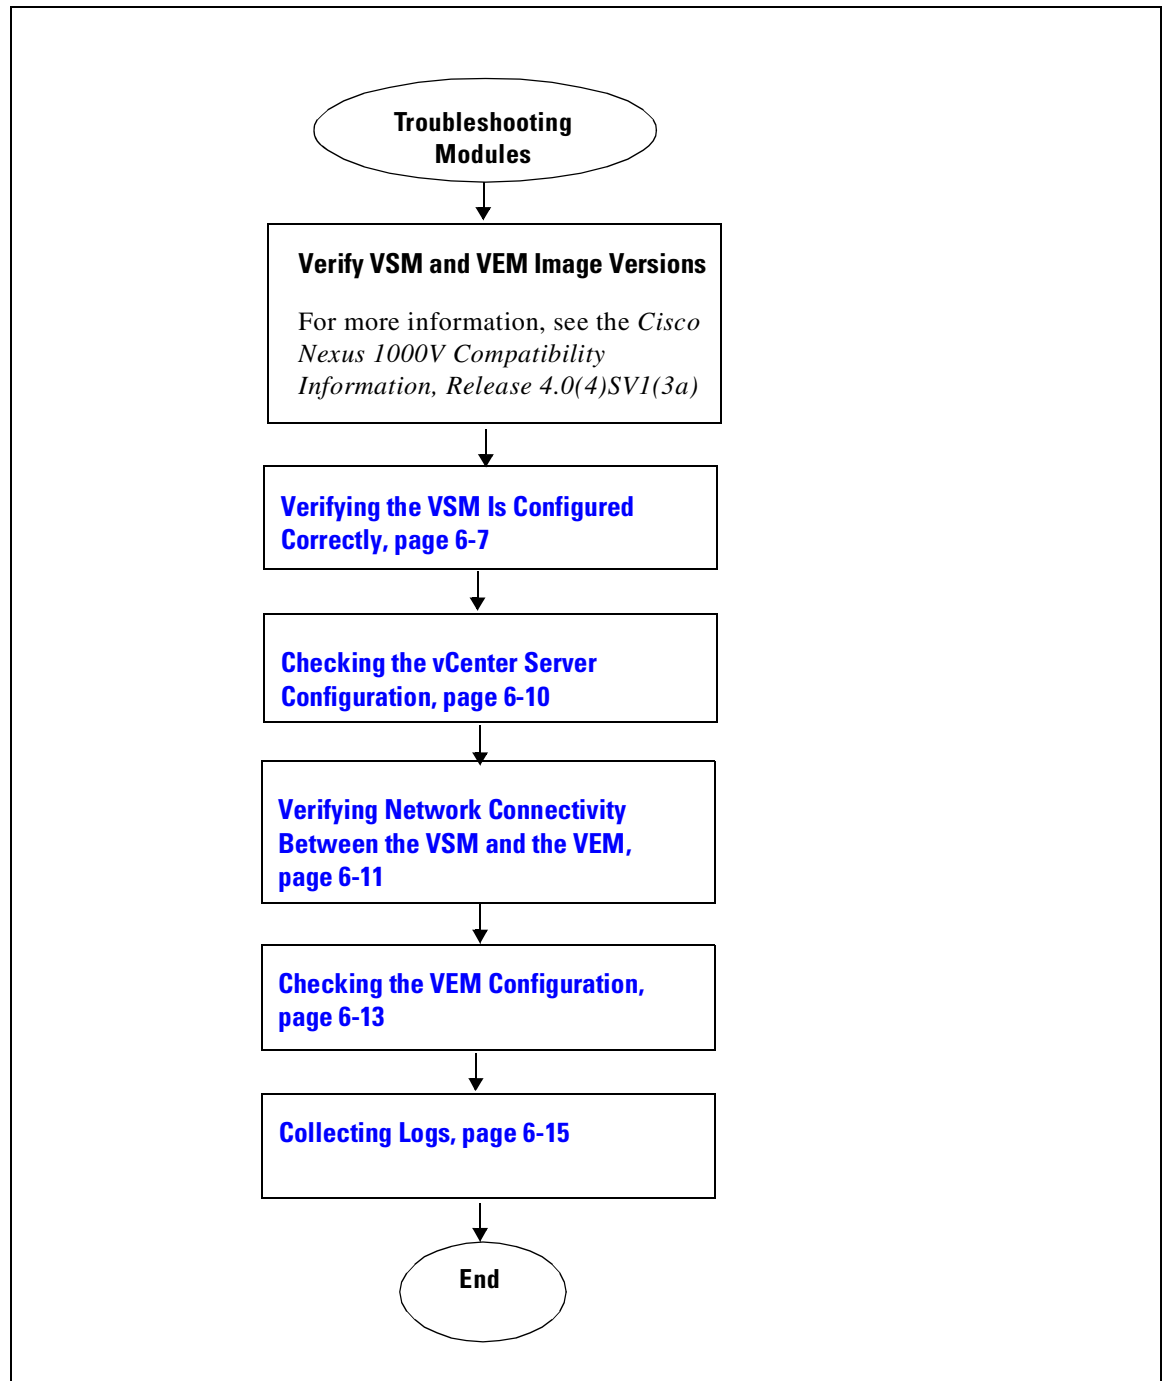 Troubleshooting
Modules
Verify VSM and VEM Image Versions
For more information, see the Cisco
Nexus 1000V Compatibility
Information, Release 4.0(4)SV1(3a)
Verifying the VSM Is Configured
Correctly, page 6-7
Checking the vCenter Server
Configuration, page 6-10
Verifying Network Connectivity
Between the VSM and the VEM,
page 6-11
Checking the VEM Configuration,
page 6-13
Collecting Logs, page 6-15
End